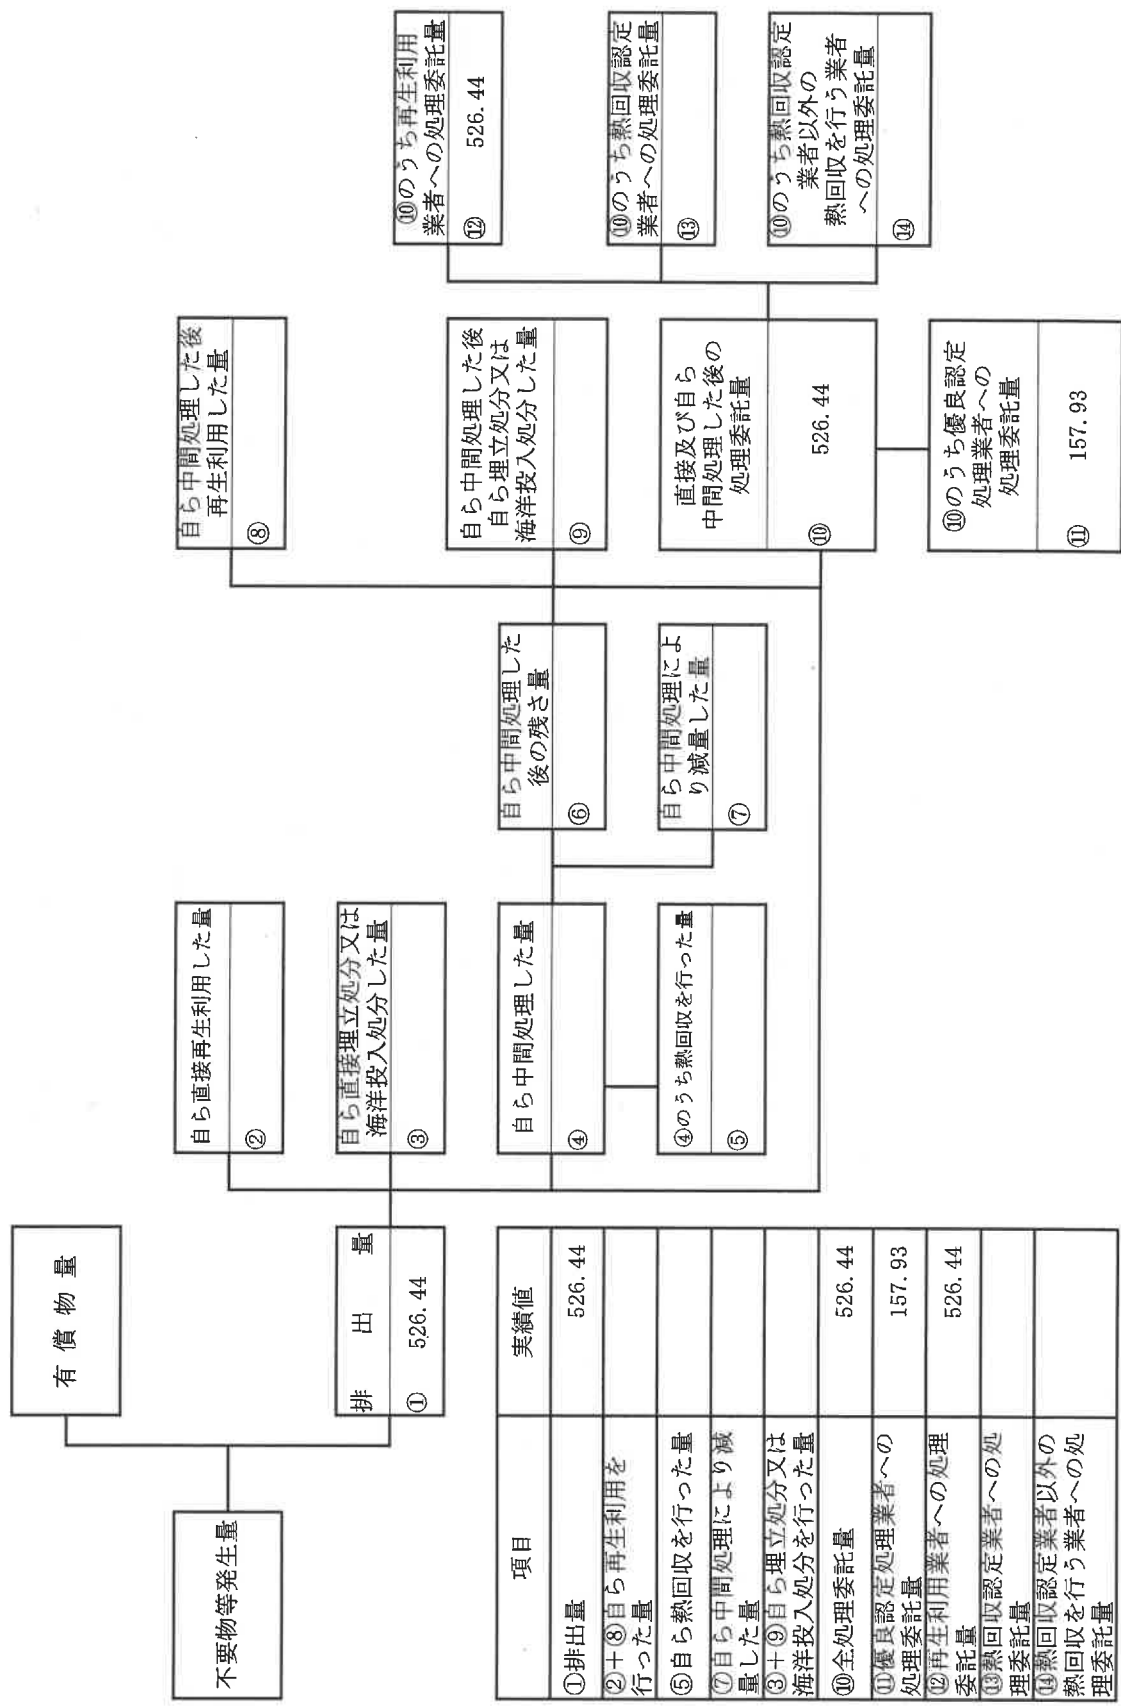 不要物等発生量
有償物量
排出量
① 526.44
自ら直接再生利用した量
②
自ら直接埋立処分又は
海洋投入処分した量
③
自ら中間処理した量
④
④のうち熱回収を行った量
⑤
自ら中間処理した
後の残さ量
⑥
自ら中間処理によ
り減量した量
⑦
自ら中間処理した後
再生利用した量
⑧
自ら中間処理した後
自ら埋立処分又は
海洋投入処分した量
⑨
直接及び自ら
中間処理した後の
処理委託量
⑩ 526.44
⑩のうち優良認定
処理業者への
処理委託量
⑪ 157.93
⑩のうち再生利用
業者への処理委託量
⑫ 526.44
⑩のうち熱回収認定
業者への処理委託量
⑬
⑩のうち熱回収認定
業者以外の
熱回収を行う業者
への処理委託量
⑭
項目 実績値
①排出量 526.44
②+⑧自ら再生利用を
行った量
⑤自ら熱回収を行った量
⑦自ら中間処理により減
量した量
③+⑨自ら埋立処分又は
海洋投入処分を行った量
⑩全処理委託量 526.44
⑪優良認定処理業者への
処理委託量 157.93
⑫再生利用業者への処理
委託量 526.44
⑬熱回収認定業者への処
理委託量
⑭熱回収認定業者以外の
熱回収を行う業者への処
理委託量